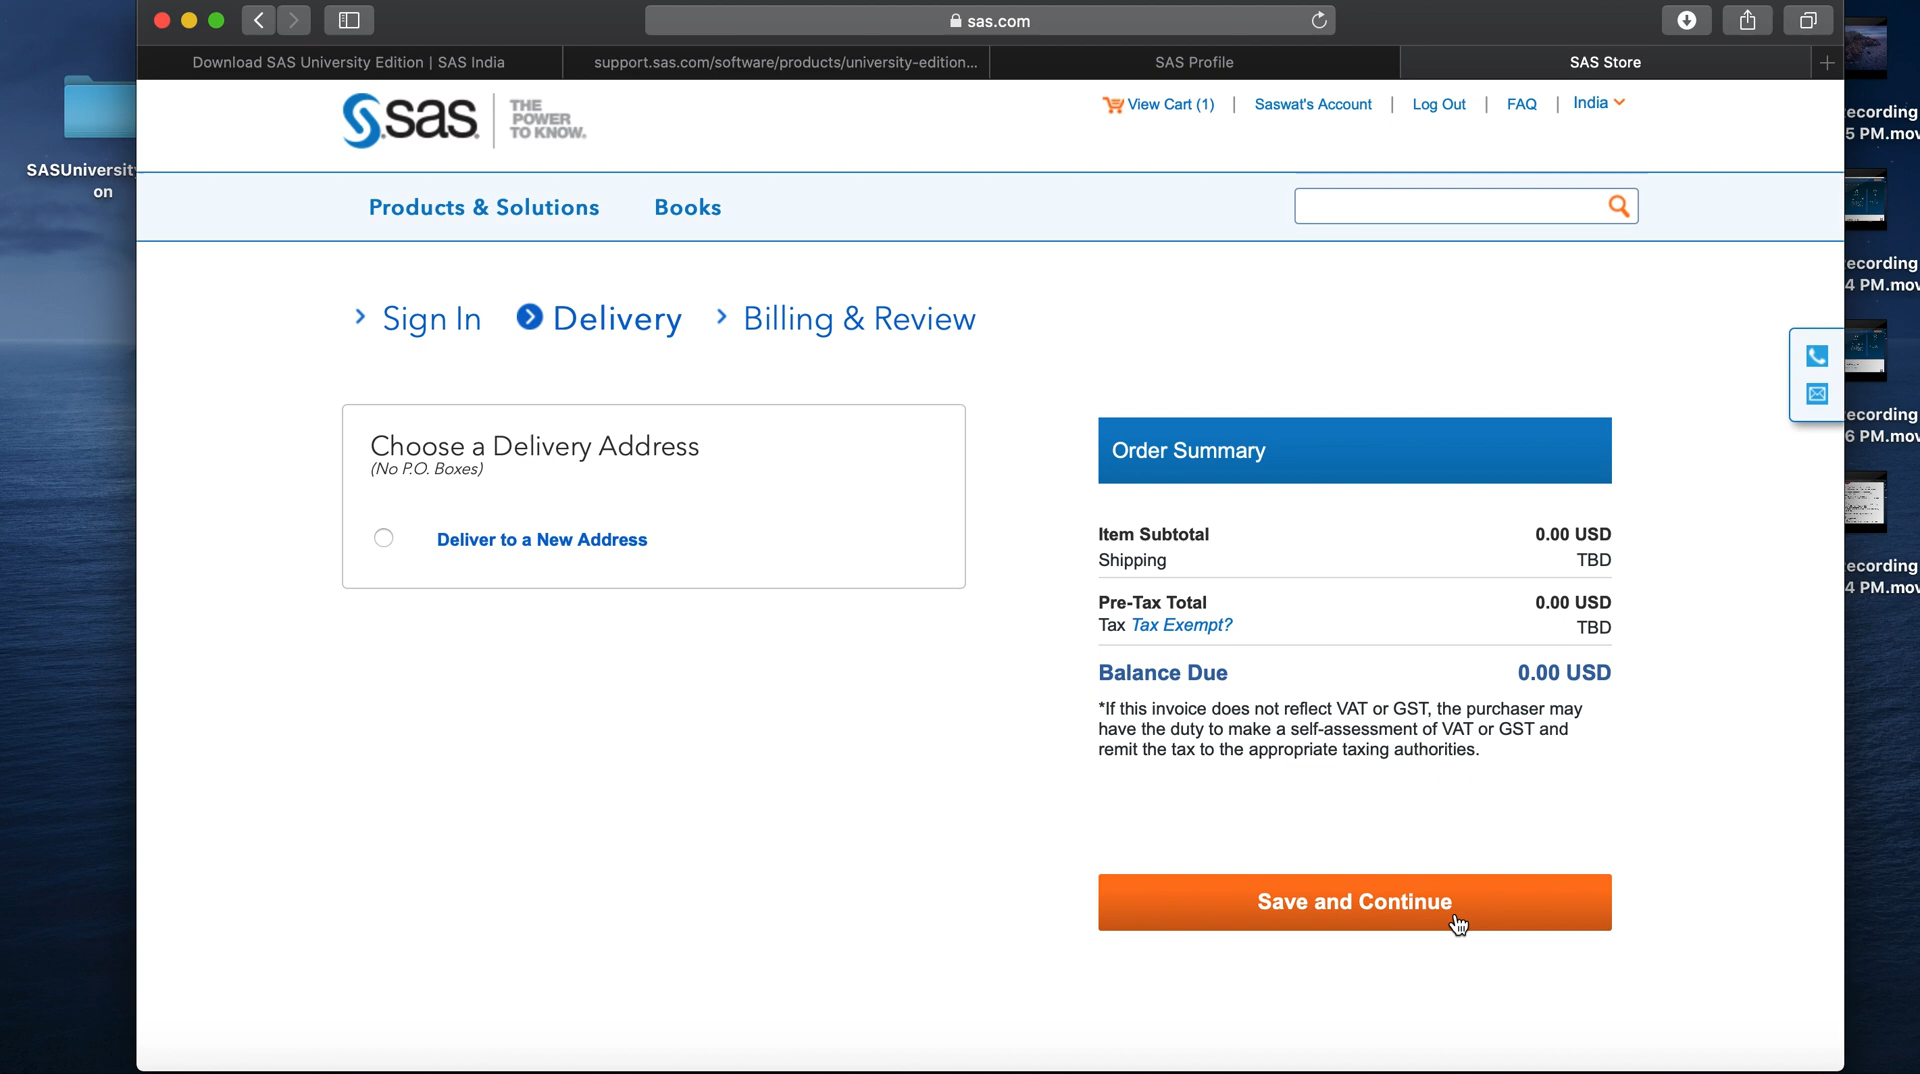 sas.com
Download SAS University Edition | SAS India
support.sas.com/software/products/university-edition...
SAS Profile
SAS Store
sas
THE
POWER
TO KNOW.
View Cart (1) | Saswat's Account | Log Out | FAQ | India
Products & Solutions
Books
Sign In
Delivery
Billing & Review
Choose a Delivery Address
(No P.O. Boxes)
Deliver to a New Address
Order Summary
Item Subtotal 0.00 USD
Shipping TBD
Pre-Tax Total 0.00 USD
Tax Tax Exempt? TBD
Balance Due 0.00 USD
*If this invoice does not reflect VAT or GST, the purchaser may
have the duty to make a self-assessment of VAT or GST and
remit the tax to the appropriate taxing authorities.
Save and Continue
SASUniversity
on
ecording
5 PM.mov
ecording
4 PM.mov
ecording
6 PM.mov
ecording
4 PM.mov